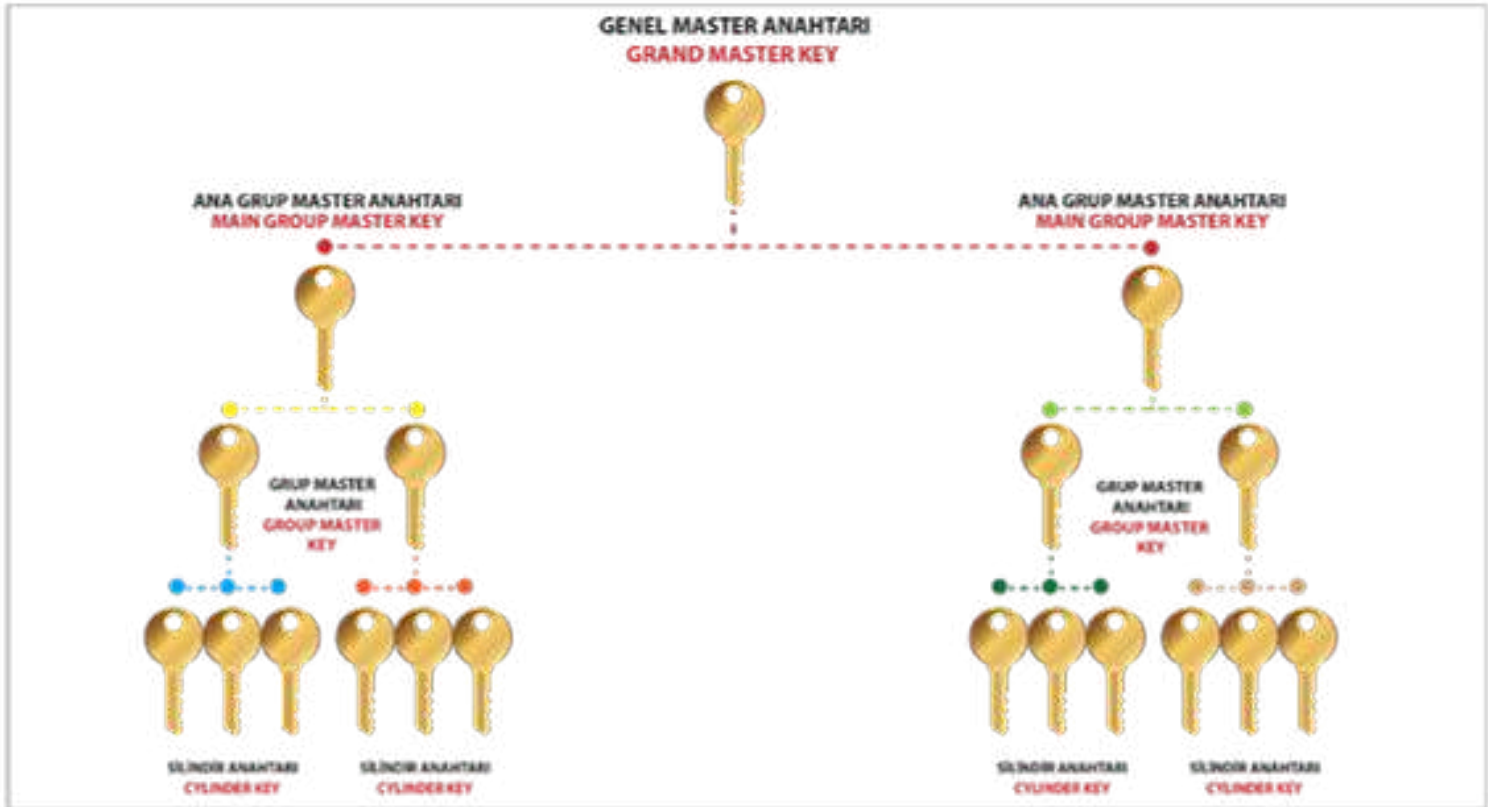 GENEL MASTER ANAHTARI
GRAND MASTER KEY
ANA GRUP MASTER ANAHTARI
MAIN GROUP MASTER KEY
ANA GRUP MASTER ANAHTARI
MAIN GROUP MASTER KEY
GRUP MASTER
ANAHTARI
GROUP MASTER
KEY
GRUP MASTER
ANAHTARI
GROUP MASTER
KEY
SİLİNDİR ANAHTARI
CYLINDER KEY
SİLİNDİR ANAHTARI
CYLINDER KEY
SİLİNDİR ANAHTARI
CYLINDER KEY
SİLİNDİR ANAHTARI
CYLINDER KEY